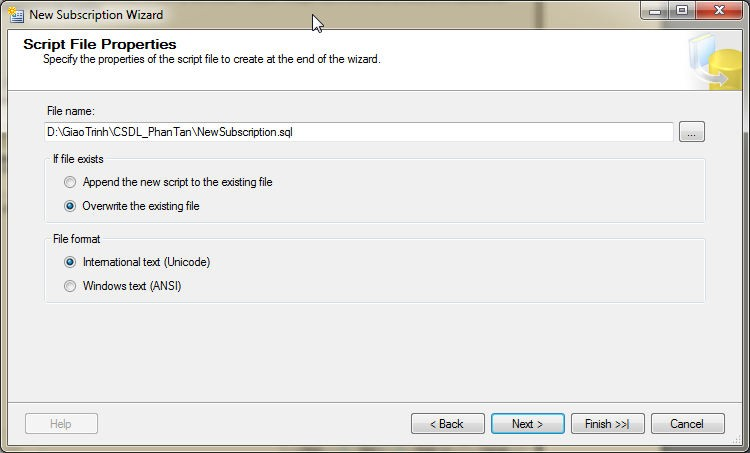 New Subscription Wizard
Script File Properties
Specify the properties of the script file to create at the end of the wizard.
File name:
D:\GiaoTrinh\CSDL_PhanTan\NewSubscription.sql
...
If file exists
Append the new script to the existing file
Overwrite the existing file
File format
International text (Unicode)
Windows text (ANSI)
Help
< Back
Next >
Finish >>|
Cancel